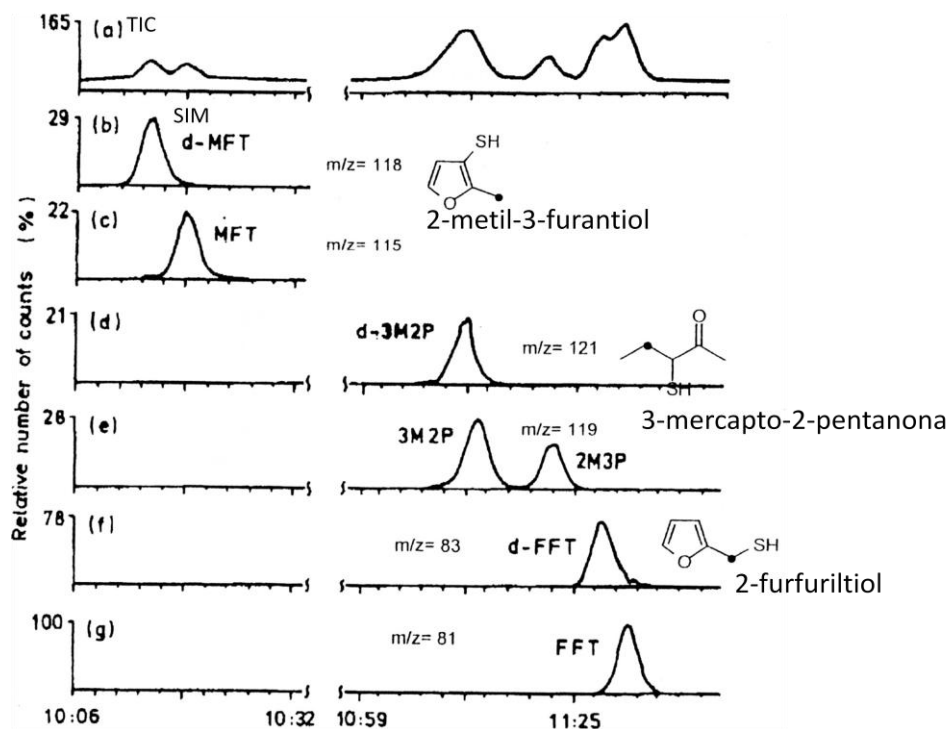 165
(a) TIC
29
(b)
SIM
d-MFT
m/z= 118
SH
O
2-metil-3-furantiol
22
(c)
MFT
m/z= 115
21
(d)
d-3M2P
m/z= 121
O
SH
3-mercapto-2-pentanona
28
(e)
3M2P
m/z= 119
2M3P
78
(f)
m/z= 83
d-FFT
O
SH
2-furfuriltiol
100
(g)
m/z= 81
FFT
10:06
10:32
10:59
11:25
Relative number of counts (%)